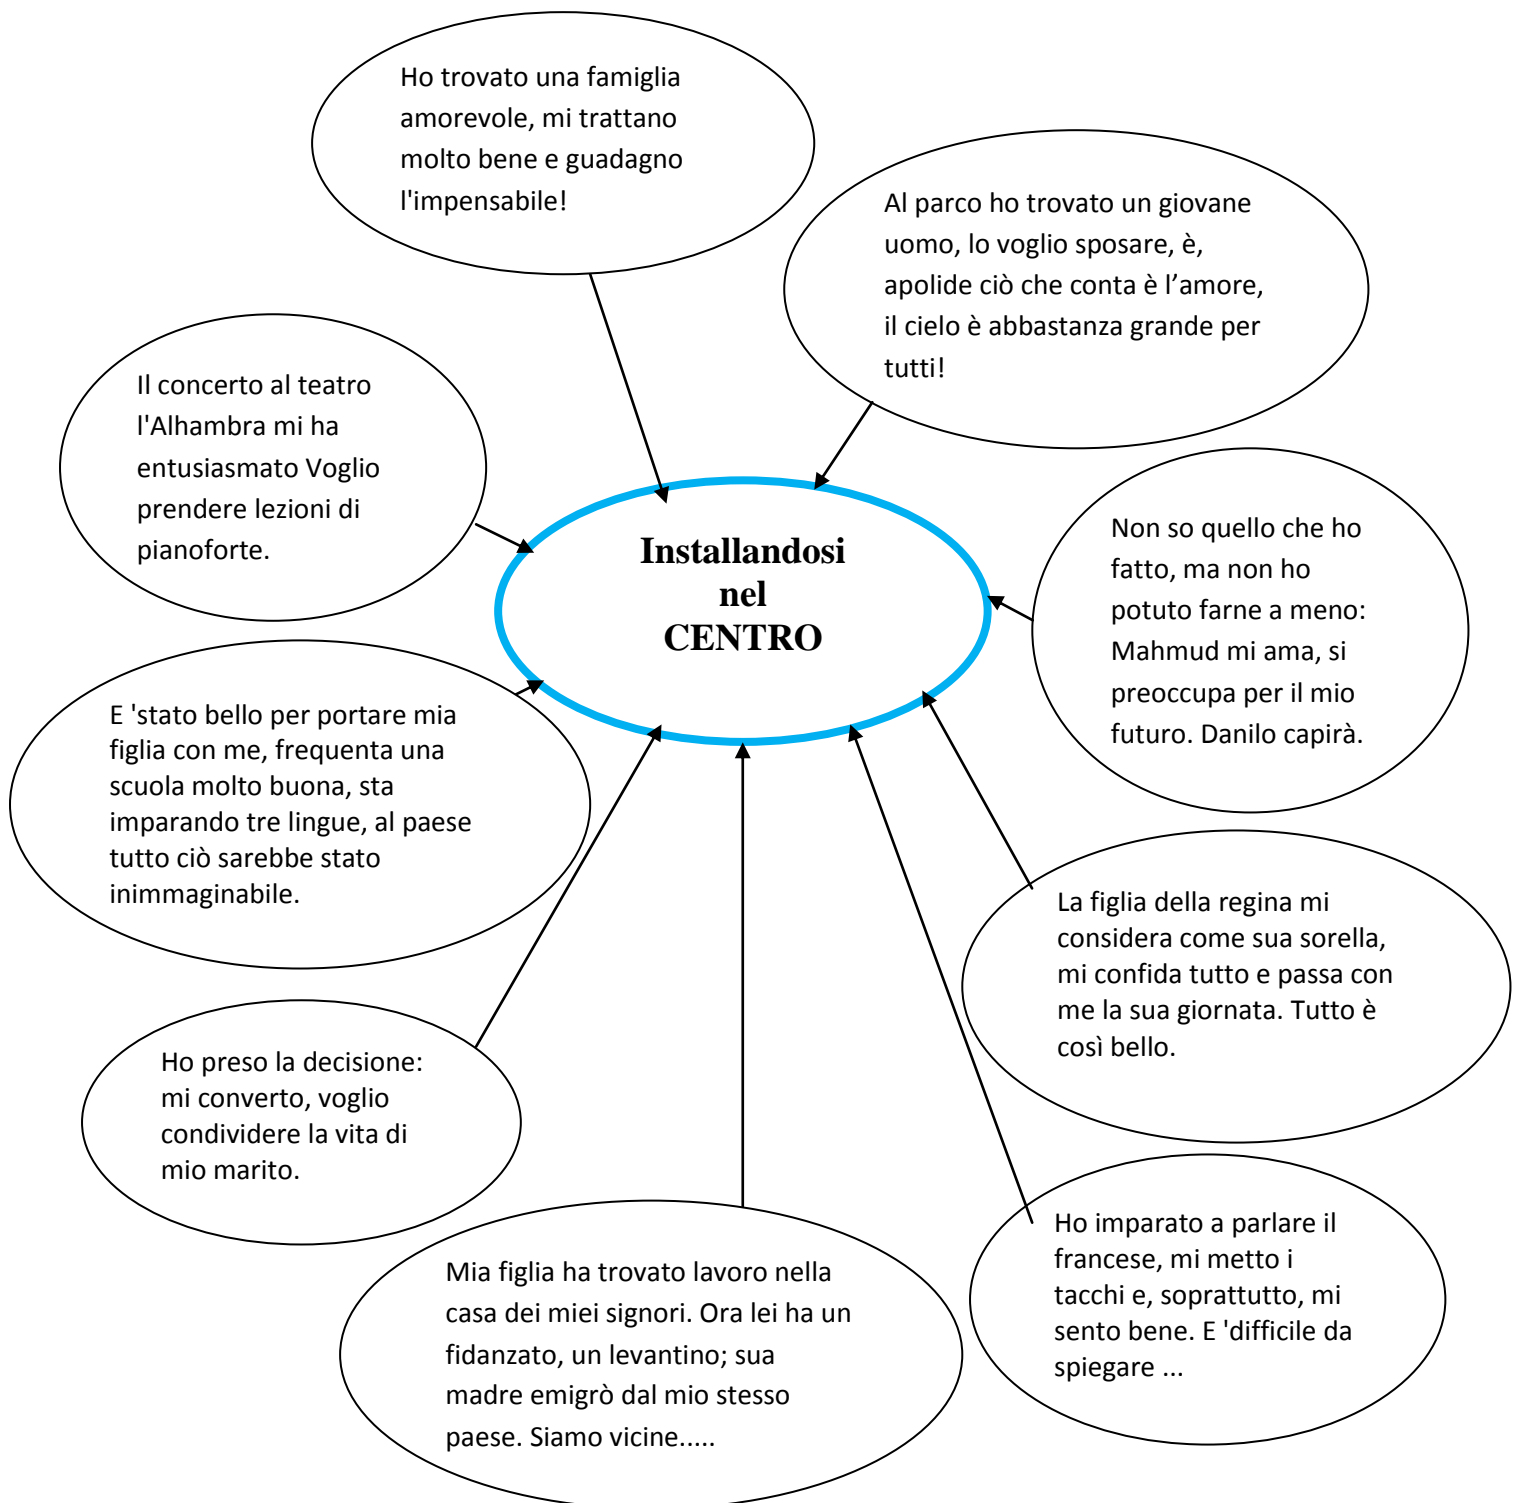 Ho trovato una famiglia
amorevole, mi trattano
molto bene e guadagno
l'impensabile!
Al parco ho trovato un giovane
uomo, lo voglio sposare, è,
apolide ciò che conta è l’amore,
il cielo è abbastanza grande per
tutti!
Il concerto al teatro
l'Alhambra mi ha
entusiasmato Voglio
prendere lezioni di
pianoforte.
Installandosi
nel
CENTRO
Non so quello che ho
fatto, ma non ho
potuto farne a meno:
Mahmud mi ama, si
preoccupa per il mio
futuro. Danilo capirà.
E 'stato bello per portare mia
figlia con me, frequenta una
scuola molto buona, sta
imparando tre lingue, al paese
tutto ciò sarebbe stato
inimmaginabile.
La figlia della regina mi
considera come sua sorella,
mi confida tutto e passa con
me la sua giornata. Tutto è
così bello.
Ho preso la decisione:
mi converto, voglio
condividere la vita di
mio marito.
Ho imparato a parlare il
francese, mi metto i
tacchi e, soprattutto, mi
sento bene. E 'difficile da
spiegare ...
Mia figlia ha trovato lavoro nella
casa dei miei signori. Ora lei ha un
fidanzato, un levantino; sua
madre emigrò dal mio stesso
paese. Siamo vicine.....